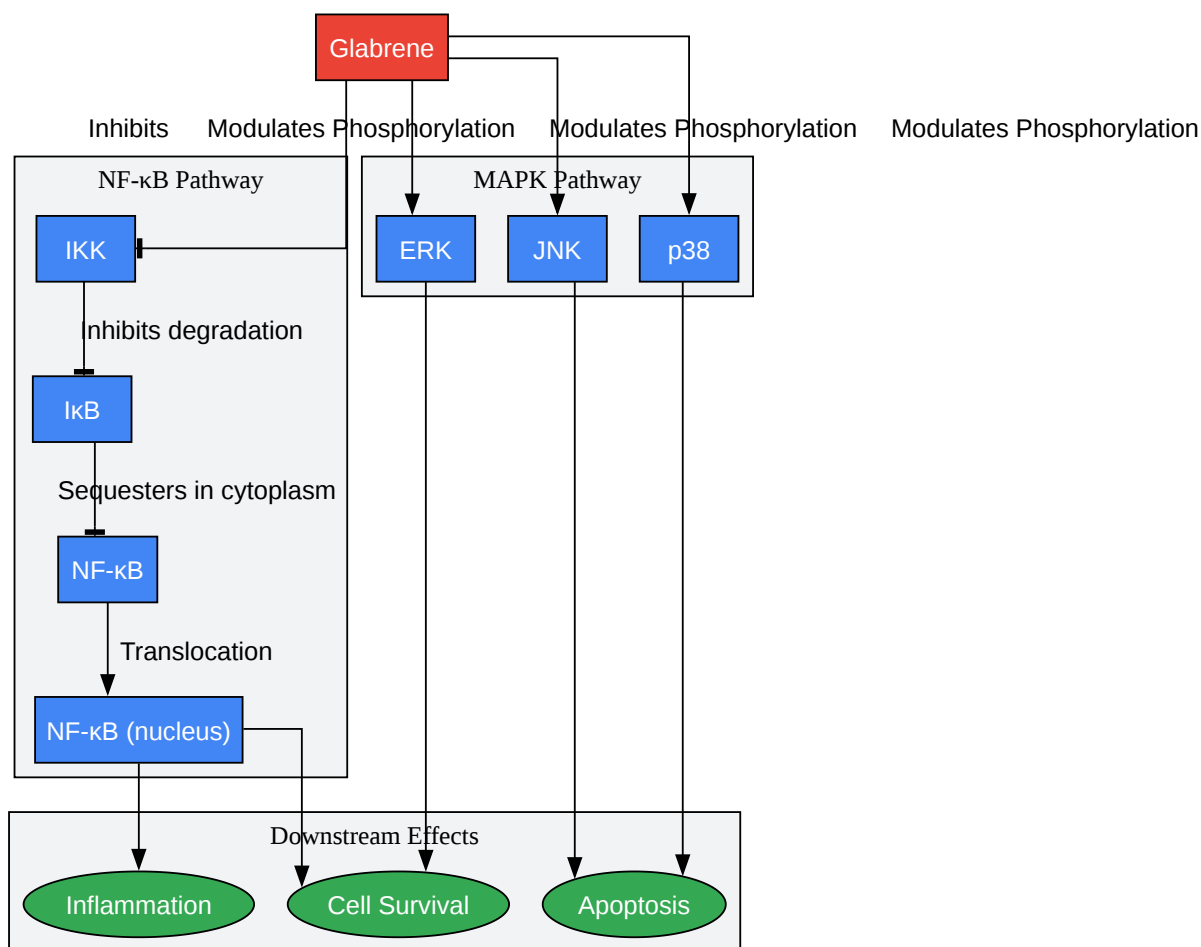 Glabrene
Inhibits
Modulates Phosphorylation
Modulates Phosphorylation
Modulates Phosphorylation
NF-κB Pathway
MAPK Pathway
IKK
ERK
JNK
p38
Inhibits degradation
IκB
Sequesters in cytoplasm
NF-κB
Translocation
NF-κB (nucleus)
Downstream Effects
Inflammation
Cell Survival
Apoptosis